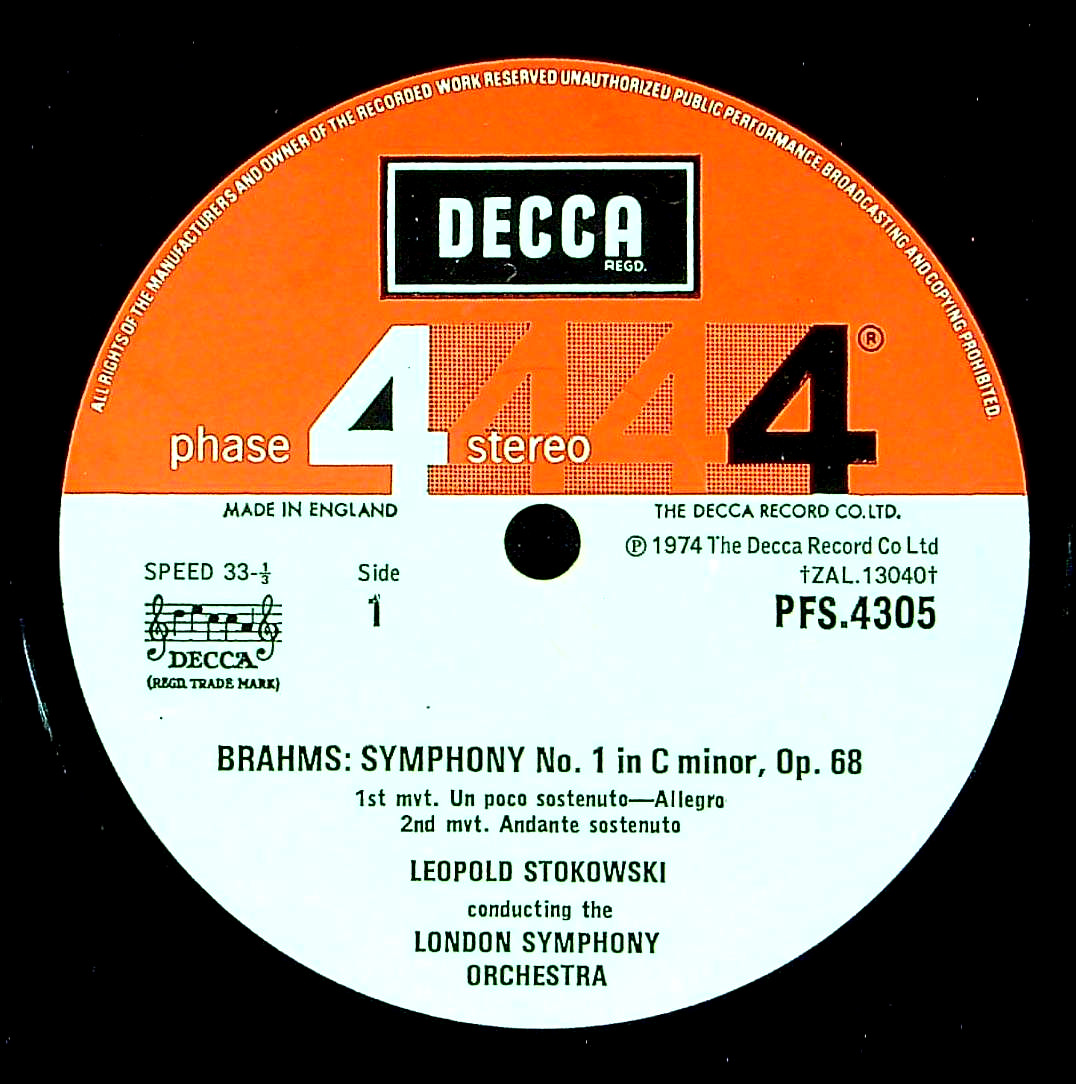 ALL RIGHTS OF THE MANUFACTURERS AND OWNER OF THE RECORDED WORK RESERVED UNAUTHORIZED PUBLIC PERFORMANCE BROADCASTING AND COPYING PROHIBITED.
DECCA
REGD.
4 4 4 4 ®
phase stereo
MADE IN ENGLAND
THE DECCA RECORD CO. LTD.
℗ 1974 The Decca Record Co Ltd
SPEED 33-⅓
Side
†ZAL.13040†
1
PFS.4305
DECCA
(REGD. TRADE MARK)
BRAHMS: SYMPHONY No. 1 in C minor, Op. 68
1st mvt. Un poco sostenuto—Allegro
2nd mvt. Andante sostenuto
LEOPOLD STOKOWSKI
conducting the
LONDON SYMPHONY
ORCHESTRA